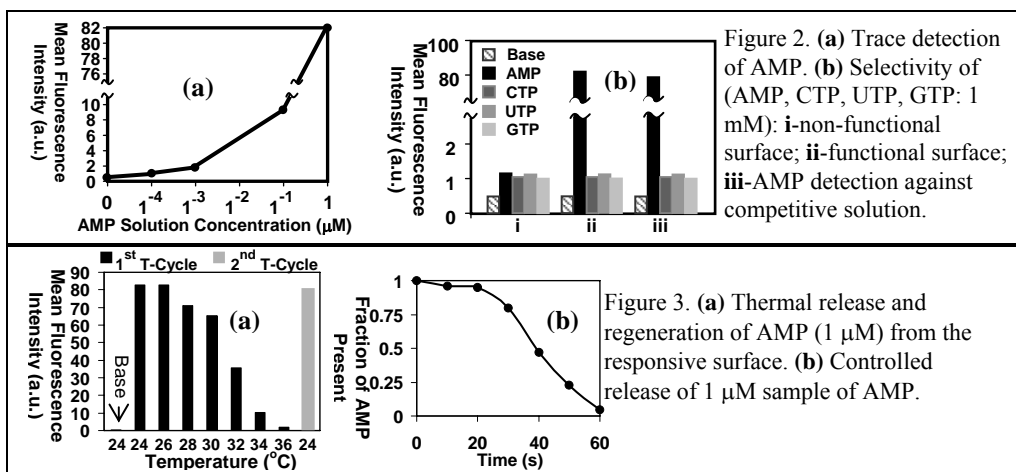 82
80
78
76
10
8
6
4
2
0
Mean Fluorescence
Intensity (a.u.)
(a)
0 1⁻⁴ 1⁻³ 1⁻² 1⁻¹ 1
AMP Solution Concentration (μM)
100
80
2
1
0
Mean Fluorescence
Intensity (a.u.)
Base
AMP
CTP
UTP
GTP
(b)
i ii iii
Figure 2. (a) Trace detection
of AMP. (b) Selectivity of
(AMP, CTP, UTP, GTP: 1
mM): i-non-functional
surface; ii-functional surface;
iii-AMP detection against
competitive solution.
1st T-Cycle 2nd T-Cycle
90
80
70
60
50
40
30
20
10
0
Mean Fluorescence
Intensity (a.u.)
(a)
Base
24 24 26 28 30 32 34 36 24
Temperature (°C)
1
0.75
0.5
0.25
0
Fraction of AMP
Present
(b)
0 20 40 60
Time (s)
Figure 3. (a) Thermal release and
regeneration of AMP (1 μM) from the
responsive surface. (b) Controlled
release of 1 μM sample of AMP.